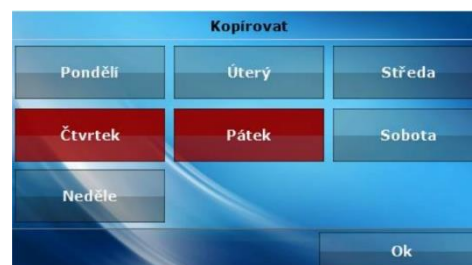 Kopírovat
Pondělí Úterý Středa
Čtvrtek Pátek Sobota
Neděle
Ok